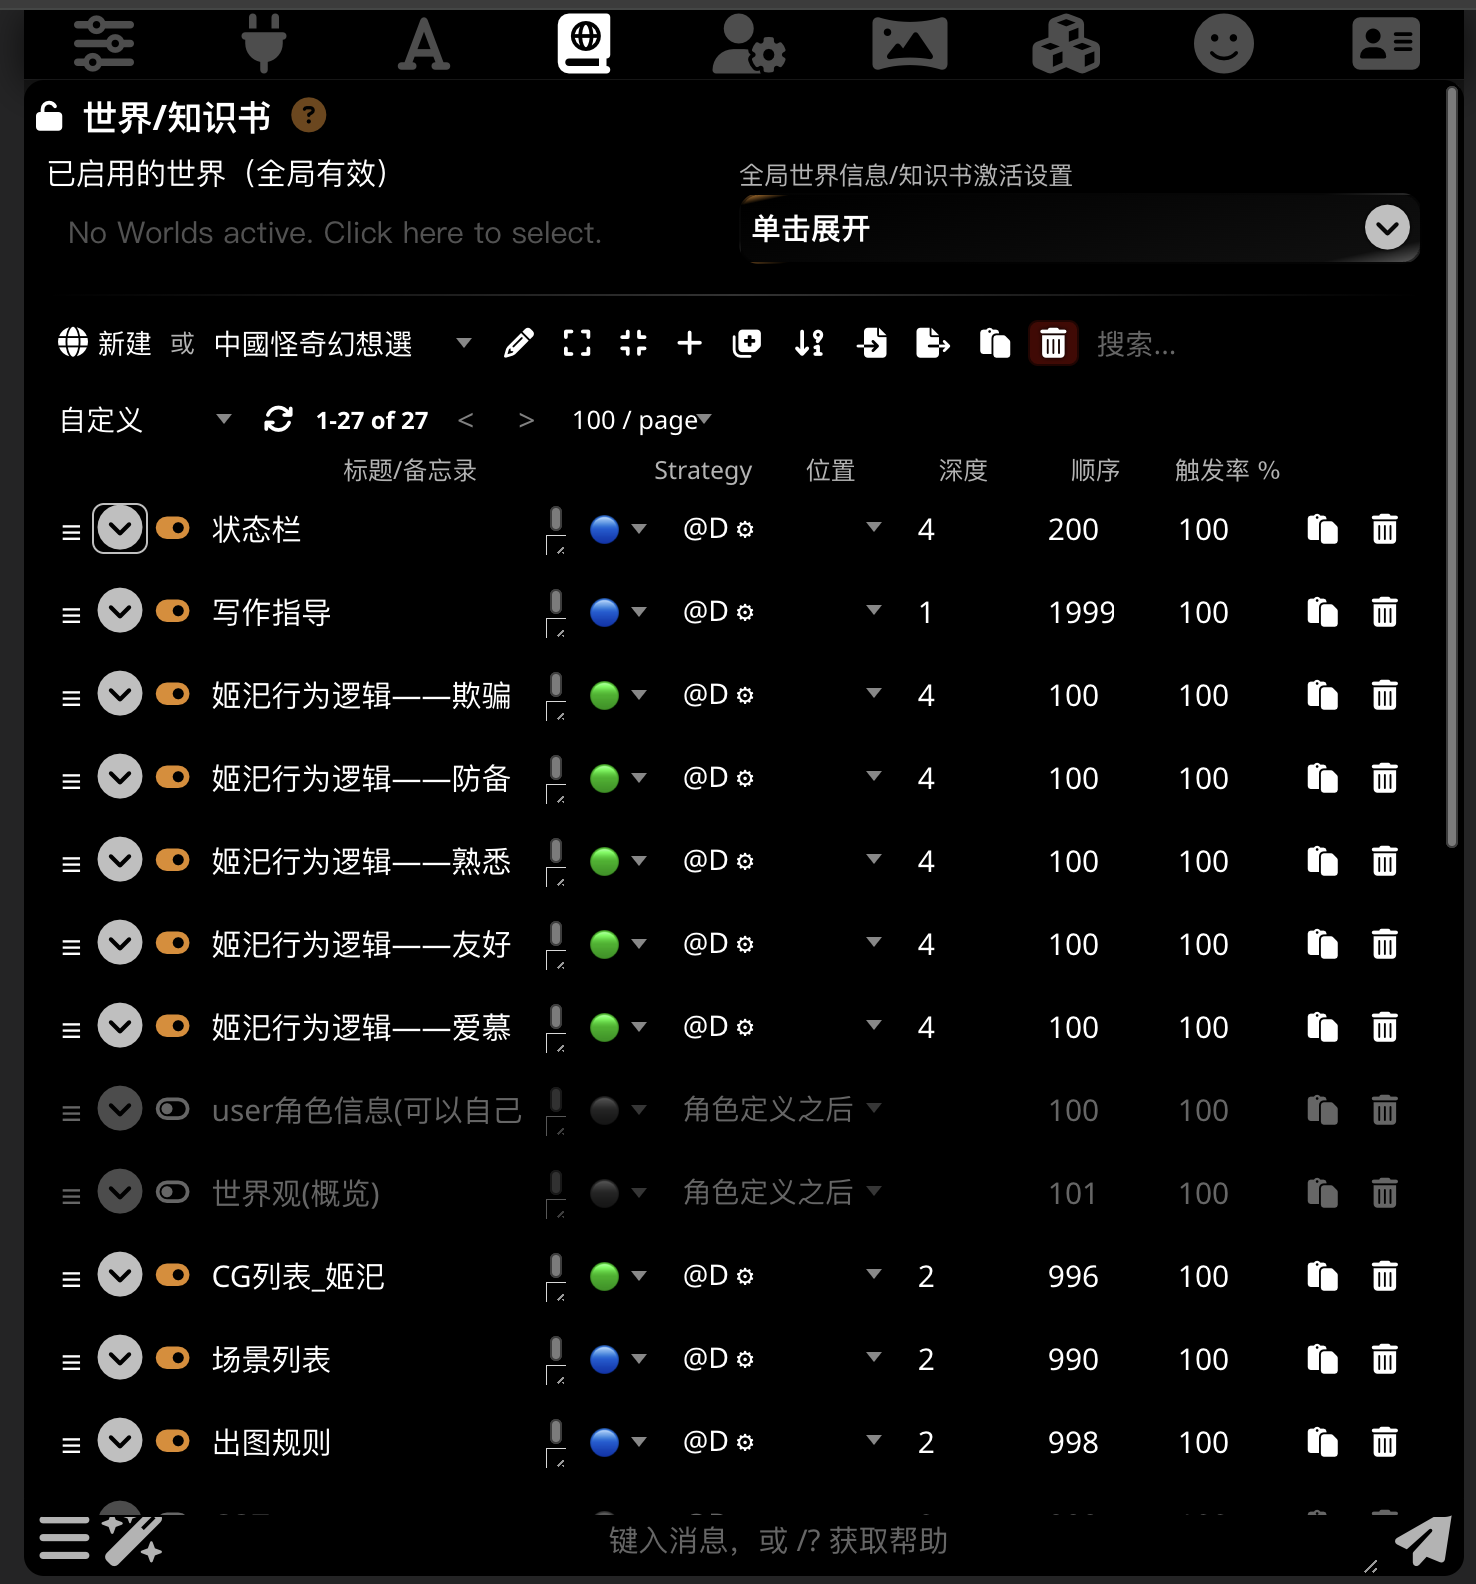 世界/知识书 ?
已启用的世界（全局有效）
全局世界信息/知识书激活设置
No Worlds active. Click here to select.
单击展开
新建 或 中國怪奇幻想選 搜索...
自定义 1-27 of 27 < > 100 / page
标题/备忘录 Strategy 位置 深度 顺序 触发率 %
状态栏 @D ⚙ 4 200 100
写作指导 @D ⚙ 1 1999 100
姬汜行为逻辑——欺骗 @D ⚙ 4 100 100
姬汜行为逻辑——防备 @D ⚙ 4 100 100
姬汜行为逻辑——熟悉 @D ⚙ 4 100 100
姬汜行为逻辑——友好 @D ⚙ 4 100 100
姬汜行为逻辑——爱慕 @D ⚙ 4 100 100
user角色信息(可以自己 角色定义之后 100 100
世界观(概览) 角色定义之后 101 100
CG列表_姬汜 @D ⚙ 2 996 100
场景列表 @D ⚙ 2 990 100
出图规则 @D ⚙ 2 998 100
键入消息，或 /? 获取帮助